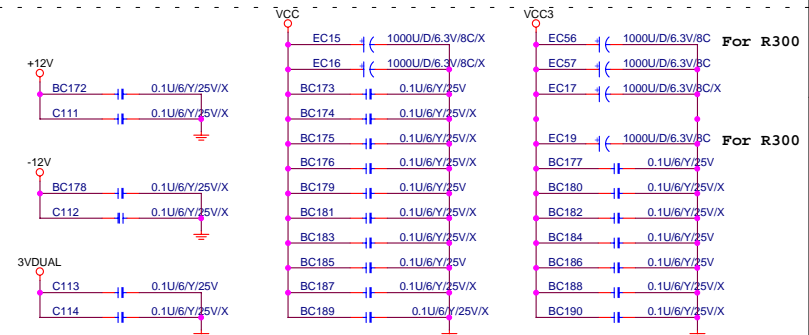 +12V
BC172 0.1U/6/Y/25V/X
C111 0.1U/6/Y/25V/X
-12V
BC178 0.1U/6/Y/25V/X
C112 0.1U/6/Y/25V/X
3VDUAL
C113 0.1U/6/Y/25V
C114 0.1U/6/Y/25V/X
VCC
EC15 1000U/D/6.3V/8C/X
EC16 1000U/D/6.3V/8C/X
BC173 0.1U/6/Y/25V
BC174 0.1U/6/Y/25V/X
BC175 0.1U/6/Y/25V/X
BC176 0.1U/6/Y/25V/X
BC179 0.1U/6/Y/25V
BC181 0.1U/6/Y/25V/X
BC183 0.1U/6/Y/25V/X
BC185 0.1U/6/Y/25V
BC187 0.1U/6/Y/25V/X
BC189 0.1U/6/Y/25V/X
VCC3
EC56 1000U/D/6.3V/8C For R300
EC57 1000U/D/6.3V/8C
EC17 1000U/D/6.3V/8C/X
EC19 1000U/D/6.3V/8C For R300
BC177 0.1U/6/Y/25V
BC180 0.1U/6/Y/25V/X
BC182 0.1U/6/Y/25V/X
BC184 0.1U/6/Y/25V
BC186 0.1U/6/Y/25V
BC188 0.1U/6/Y/25V/X
BC190 0.1U/6/Y/25V/X